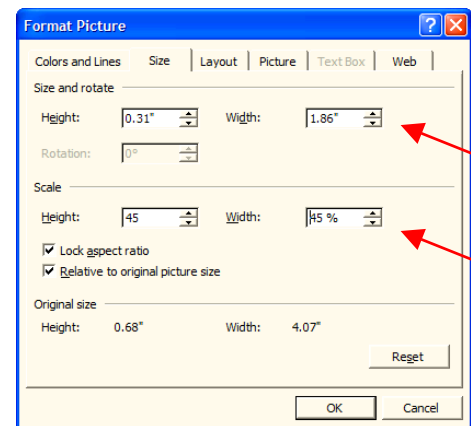 Format Picture
Colors and Lines Size Layout Picture Text Box Web
Size and rotate
Height: 0.31" Width: 1.86"
Rotation: 0°
Scale
Height: 45 Width: 45 %
Lock aspect ratio
Relative to original picture size
Original size
Height: 0.68" Width: 4.07"
Reset
OK Cancel